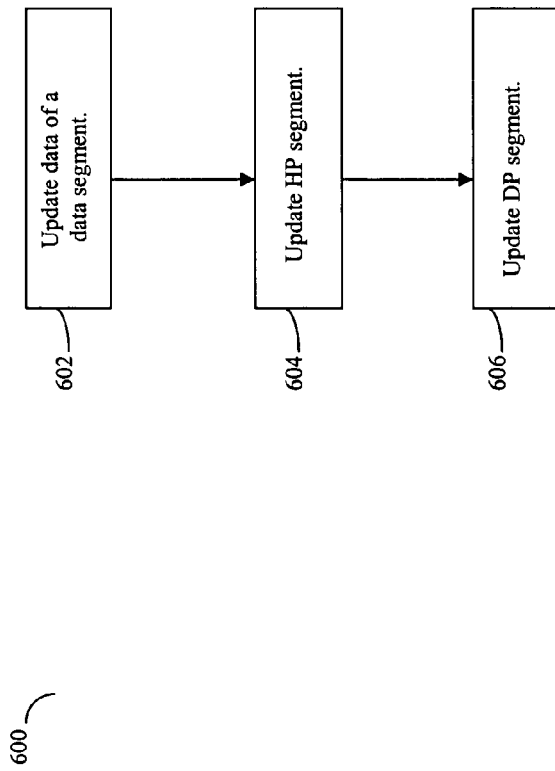 600
602
Update data of a
data segment.
604
Update HP segment.
606
Update DP segment.